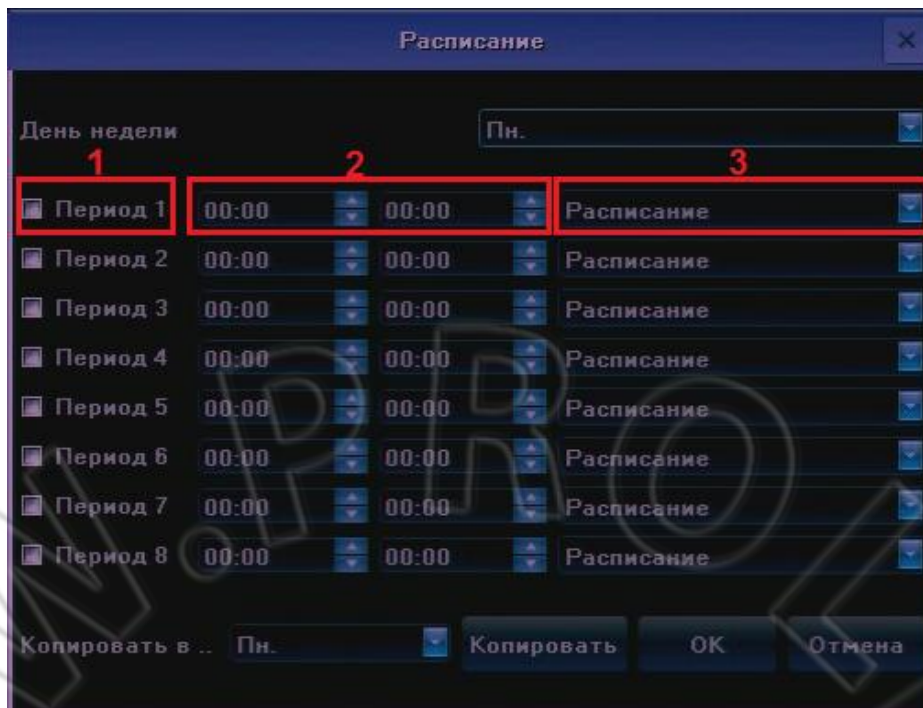 Расписание
День недели Пн.
1 2 3
Период 1 00:00 00:00 Расписание
Период 2 00:00 00:00 Расписание
Период 3 00:00 00:00 Расписание
Период 4 00:00 00:00 Расписание
Период 5 00:00 00:00 Расписание
Период 6 00:00 00:00 Расписание
Период 7 00:00 00:00 Расписание
Период 8 00:00 00:00 Расписание
Копировать в .. Пн. Копировать ОК Отмена
W.PRO